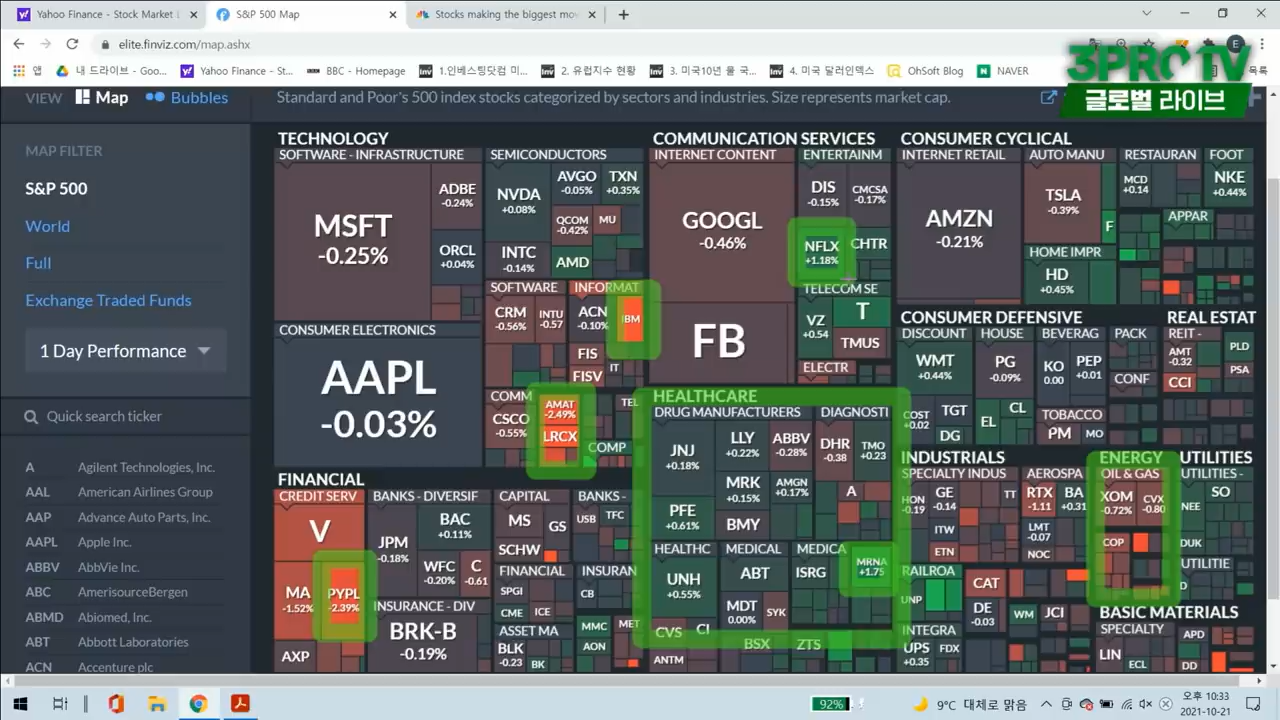 Yahoo Finance - Stock Market L
S&P 500 Map
Stocks making the biggest mov
elite.finviz.com/map.ashx
E
앱
내 드라이브 - Goo...
Yahoo Finance - St...
BBC - Homepage
1.인베스팅닷컴 미...
2. 유럽지수 현황
3. 미국10년 물 국...
4. 미국 달러인덱스
OhSoft Blog
NAVER
목록
3PRO TV
글로벌 라이브
VIEW
Map
Bubbles
Standard and Poor's 500 index stocks categorized by sectors and industries. Size represents market cap.
MAP FILTER
S&P 500
World
Full
Exchange Traded Funds
1 Day Performance
Quick search ticker
A Agilent Technologies, Inc.
AAL American Airlines Group
AAP Advance Auto Parts, Inc.
AAPL Apple Inc.
ABBV AbbVie Inc.
ABC AmerisourceBergen
ABMD Abiomed, Inc.
ABT Abbott Laboratories
ACN Accenture plc
TECHNOLOGY
SOFTWARE - INFRASTRUCTURE
MSFT
-0.25%
ADBE
-0.24%
ORCL
+0.04%
SEMICONDUCTORS
NVDA
+0.08%
AVGO
-0.05%
TXN
+0.35%
QCOM
-0.42%
MU
INTC
-0.14%
AMD
SOFTWARE
CRM
-0.56%
INTU
-0.57
INFORMAT
ACN
-0.10%
IBM
FIS
FISV
IT
CONSUMER ELECTRONICS
AAPL
-0.03%
COMM
CSCO
-0.55%
AMAT
-2.49%
LRCX
TEL
COMP
COMMUNICATION SERVICES
INTERNET CONTENT
GOOGL
-0.46%
FB
ENTERTAINM
DIS
-0.15%
CMCSA
-0.17%
NFLX
+1.18%
CHTR
TELECOM SE
VZ
+0.54
T
TMUS
ELECTR
CONSUMER CYCLICAL
INTERNET RETAIL
AMZN
-0.21%
AUTO MANU
TSLA
-0.39%
F
RESTAURAN
MCD
+0.14
FOOT
NKE
+0.44%
APPAR
HOME IMPR
HD
+0.45%
CONSUMER DEFENSIVE
DISCOUNT
WMT
+0.44%
COST
+0.02
TGT
DG
HOUSE
PG
-0.09%
EL
CL
BEVERAG
KO
0.00
PEP
+0.01
PACK
CONF
TOBACCO
PM
MO
REAL ESTAT
REIT -
AMT
-0.32
PLD
CCI
PSA
FINANCIAL
CREDIT SERV
V
MA
-1.52%
PYPL
-2.39%
AXP
BANKS - DIVERSIF
JPM
-0.18%
BAC
+0.11%
WFC
-0.20%
C
-0.61
INSURANCE - DIV
BRK-B
-0.19%
CAPITAL
MS
GS
SCHW
BANKS -
USB
TFC
FINANCIAL
SPGI
CME
ICE
INSURAN
CB
MMC
MET
AON
ASSET MA
BLK
-0.23
BK
HEALTHCARE
DRUG MANUFACTURERS
JNJ
+0.18%
LLY
+0.22%
ABBV
-0.28%
MRK
+0.15%
AMGN
+0.17%
PFE
+0.61%
BMY
DIAGNOSTI
DHR
-0.38
TMO
+0.23
A
HEALTHC
UNH
+0.55%
CVS
CI
ANTM
MEDICAL
ABT
MDT
0.00%
SYK
BSX
MEDICA
ISRG
MRNA
+1.75
ZTS
INDUSTRIALS
SPECIALTY INDUS
HON
-0.19
GE
-0.14
TT
ITW
ETN
AEROSPA
RTX
-1.11
BA
+0.31
LMT
-0.07
NOC
RAILROA
UNP
CAT
DE
-0.03
WM
JCI
INTEGRA
UPS
+0.35
FDX
ENERGY
OIL & GAS
XOM
-0.72%
CVX
-0.80
COP
UTILITIES
UTILITIES -
NEE
SO
DUK
UTILITIE
D
BASIC MATERIALS
SPECIALTY
LIN
ECL
APD
DD
92%
9°C 대체로 맑음
오후 10:33
2021-10-21